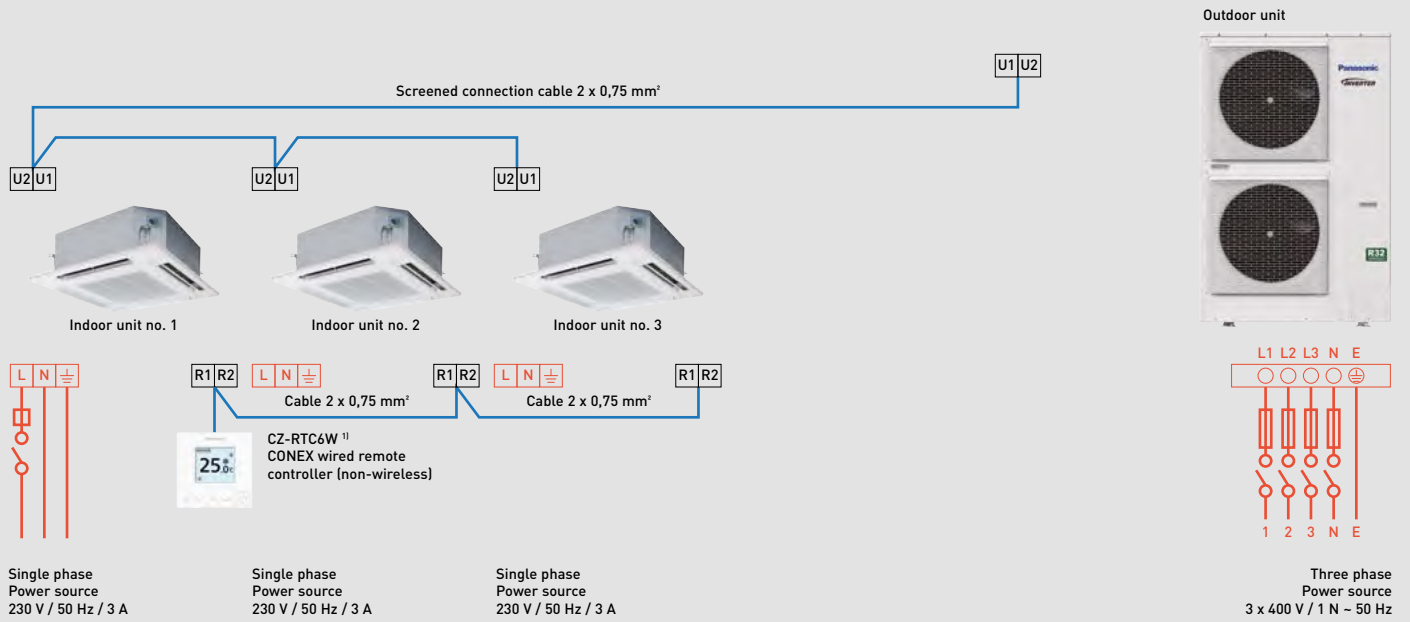 Outdoor unit
U1 U2
Panasonic
INVERTER
Screened connection cable 2 x 0,75 mm²
U2 U1
U2 U1
U2 U1
R32
Indoor unit no. 1
Indoor unit no. 2
Indoor unit no. 3
L1 L2 L3 N E
L N
R1 R2
L N
R1 R2
L N
R1 R2
Cable 2 x 0,75 mm²
Cable 2 x 0,75 mm²
CZ-RTC6W ¹⁾
CONEX wired remote
controller (non-wireless)
25.0c
1 2 3 N E
Single phase
Power source
230 V / 50 Hz / 3 A
Single phase
Power source
230 V / 50 Hz / 3 A
Single phase
Power source
230 V / 50 Hz / 3 A
Three phase
Power source
3 x 400 V / 1 N ~ 50 Hz